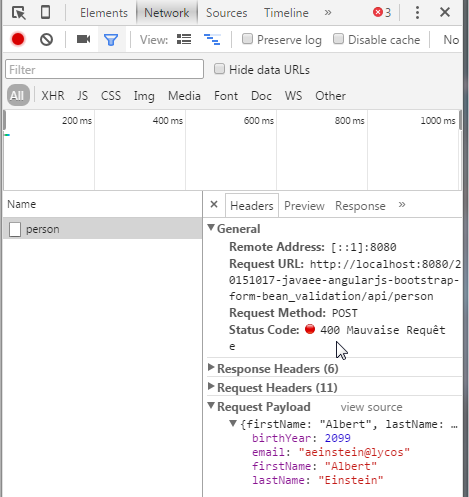 Elements Network Sources Timeline » 3
View: Preserve log Disable cache No
Filter Hide data URLs
All XHR JS CSS Img Media Font Doc WS Other
200 ms 400 ms 600 ms 800 ms 1000 ms
Name × Headers Preview Response »
person
General
Remote Address: [::1]:8080
Request URL: http://localhost:8080/2
0151017-javaee-angularjs-bootstrap-
form-bean_validation/api/person
Request Method: POST
Status Code: 400 Mauvaise Requêt
e
Response Headers (6)
Request Headers (11)
Request Payload view source
{firstName: "Albert", lastName: …
birthYear: 2099
email: "aeinstein@lycos"
firstName: "Albert"
lastName: "Einstein"